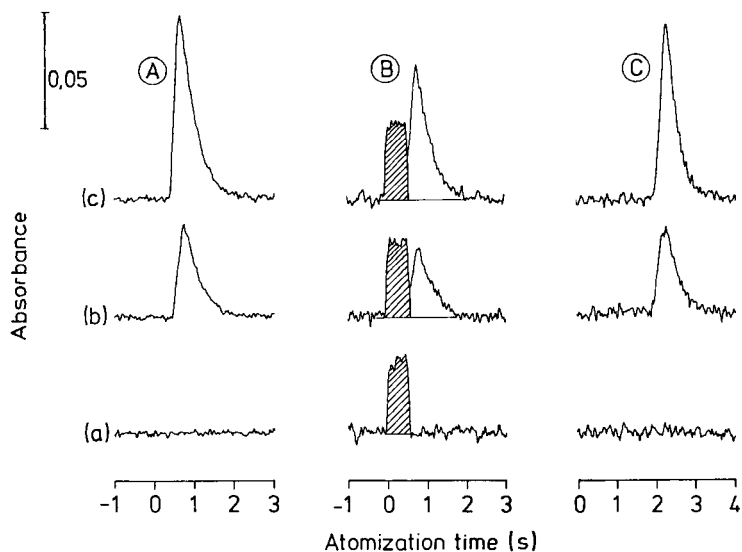 A
B
C
0,05
(c)
(b)
(a)
Absorbance
-1 0 1 2 3
-1 0 1 2 3
0 1 2 3 4
Atomization time (s)